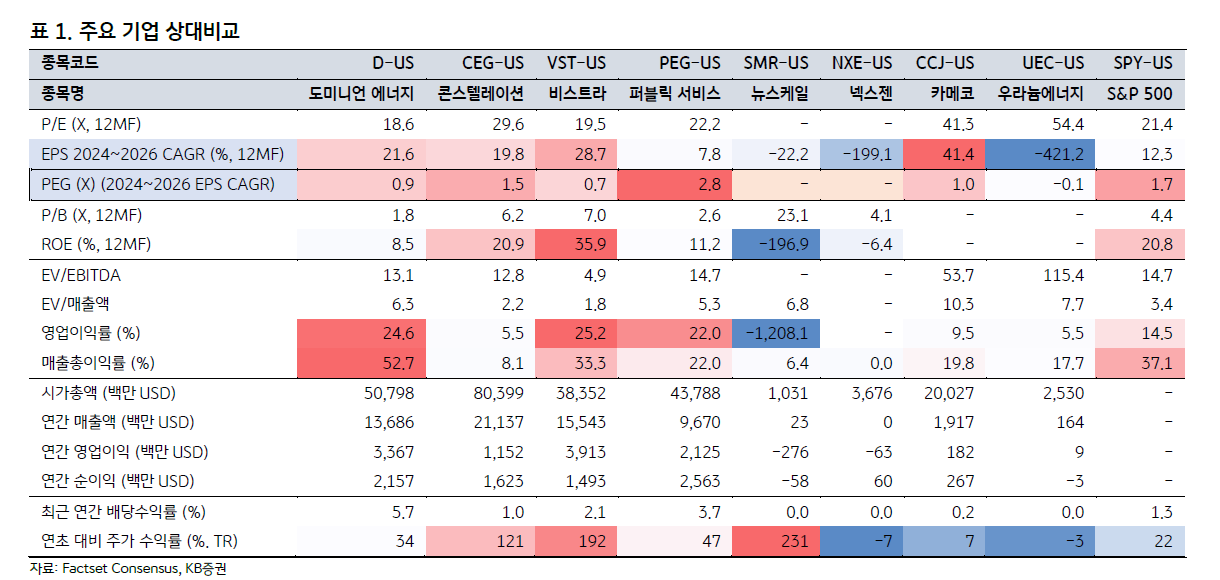 표 1. 주요 기업 상대비교
종목코드 D-US CEG-US VST-US PEG-US SMR-US NXE-US CCJ-US UEC-US SPY-US
종목명 도미니언 에너지 콘스텔레이션 비스트라 퍼블릭 서비스 뉴스케일 넥스젠 카메코 우라늄에너지 S&P 500
P/E (X, 12MF) 18.6 29.6 19.5 22.2 - - 41.3 54.4 21.4
EPS 2024~2026 CAGR (%, 12MF) 21.6 19.8 28.7 7.8 -22.2 -199.1 41.4 -421.2 12.3
PEG (X) (2024~2026 EPS CAGR) 0.9 1.5 0.7 2.8 - - 1.0 -0.1 1.7
P/B (X, 12MF) 1.8 6.2 7.0 2.6 23.1 4.1 - - 4.4
ROE (%, 12MF) 8.5 20.9 35.9 11.2 -196.9 -6.4 - - 20.8
EV/EBITDA 13.1 12.8 4.9 14.7 - - 53.7 115.4 14.7
EV/매출액 6.3 2.2 1.8 5.3 6.8 - 10.3 7.7 3.4
영업이익률 (%) 24.6 5.5 25.2 22.0 -1,208.1 - 9.5 5.5 14.5
매출총이익률 (%) 52.7 8.1 33.3 22.0 6.4 0.0 19.8 17.7 37.1
시가총액 (백만 USD) 50,798 80,399 38,352 43,788 1,031 3,676 20,027 2,530 -
연간 매출액 (백만 USD) 13,686 21,137 15,543 9,670 23 0 1,917 164 -
연간 영업이익 (백만 USD) 3,367 1,152 3,913 2,125 -276 -63 182 9 -
연간 순이익 (백만 USD) 2,157 1,623 1,493 2,563 -58 60 267 -3 -
최근 연간 배당수익률 (%) 5.7 1.0 2.1 3.7 0.0 0.0 0.2 0.0 1.3
연초 대비 주가 수익률 (%. TR) 34 121 192 47 231 -7 7 -3 22
자료: Factset Consensus, KB증권